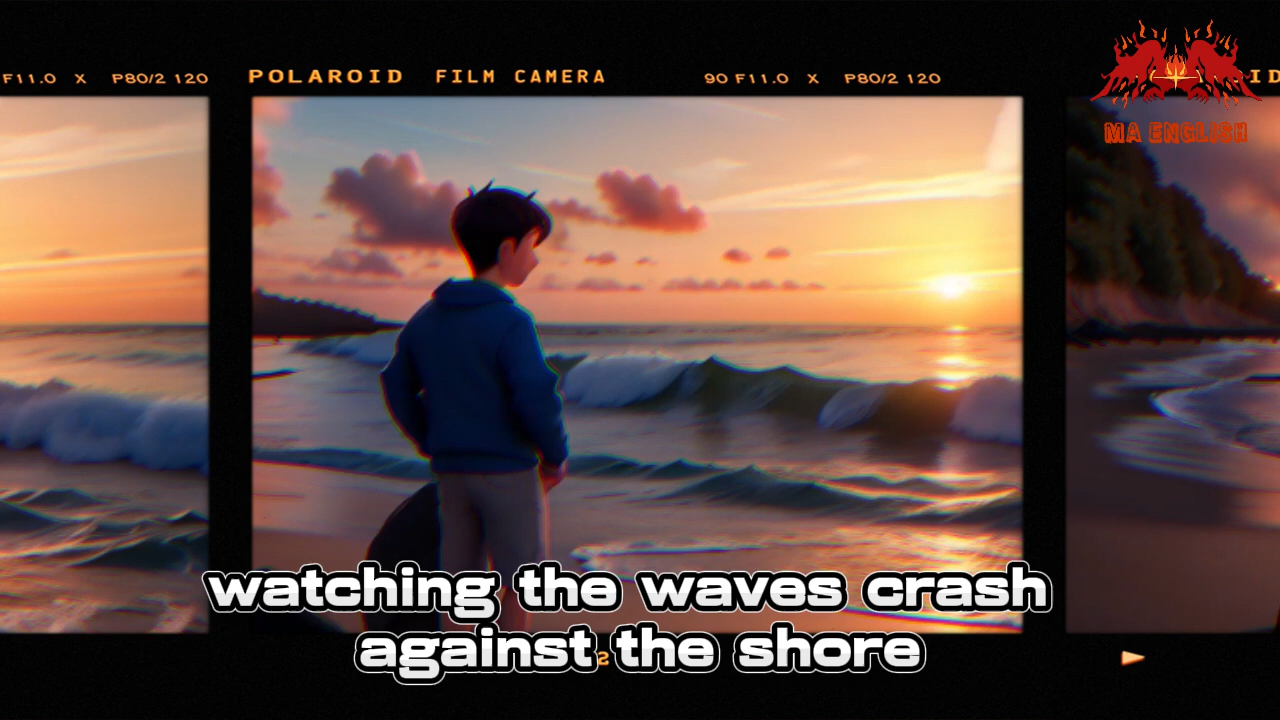 F11.0 X P80/2 120 POLAROID FILM CAMERA 90 F11.0 X P80/2 120 ID
MA ENGLISH
watching the waves crash
against the shore
2